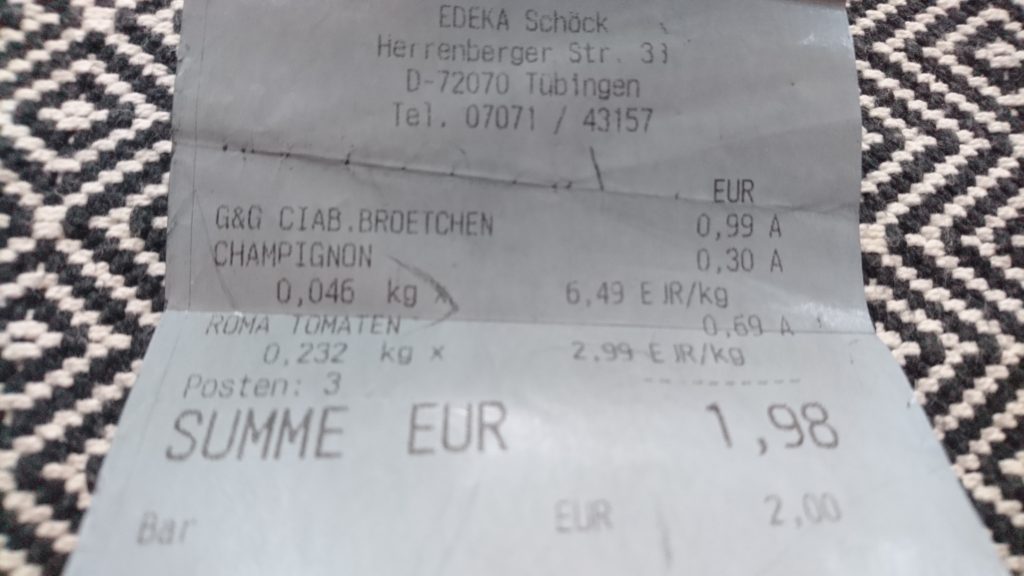 EDEKA Schöck
Herrenberger Str. 33
D-72070 Tübingen
Tel. 07071 / 43157
EUR
G&G CIAB.BROETCHEN 0,99 A
CHAMPIGNON 0,30 A
0,046 kg x 6,49 EUR/kg
ROMA TOMATEN 0,69 A
0,232 kg x 2,99 EUR/kg
----------
Posten: 3
SUMME EUR 1,98
Bar EUR 2,00